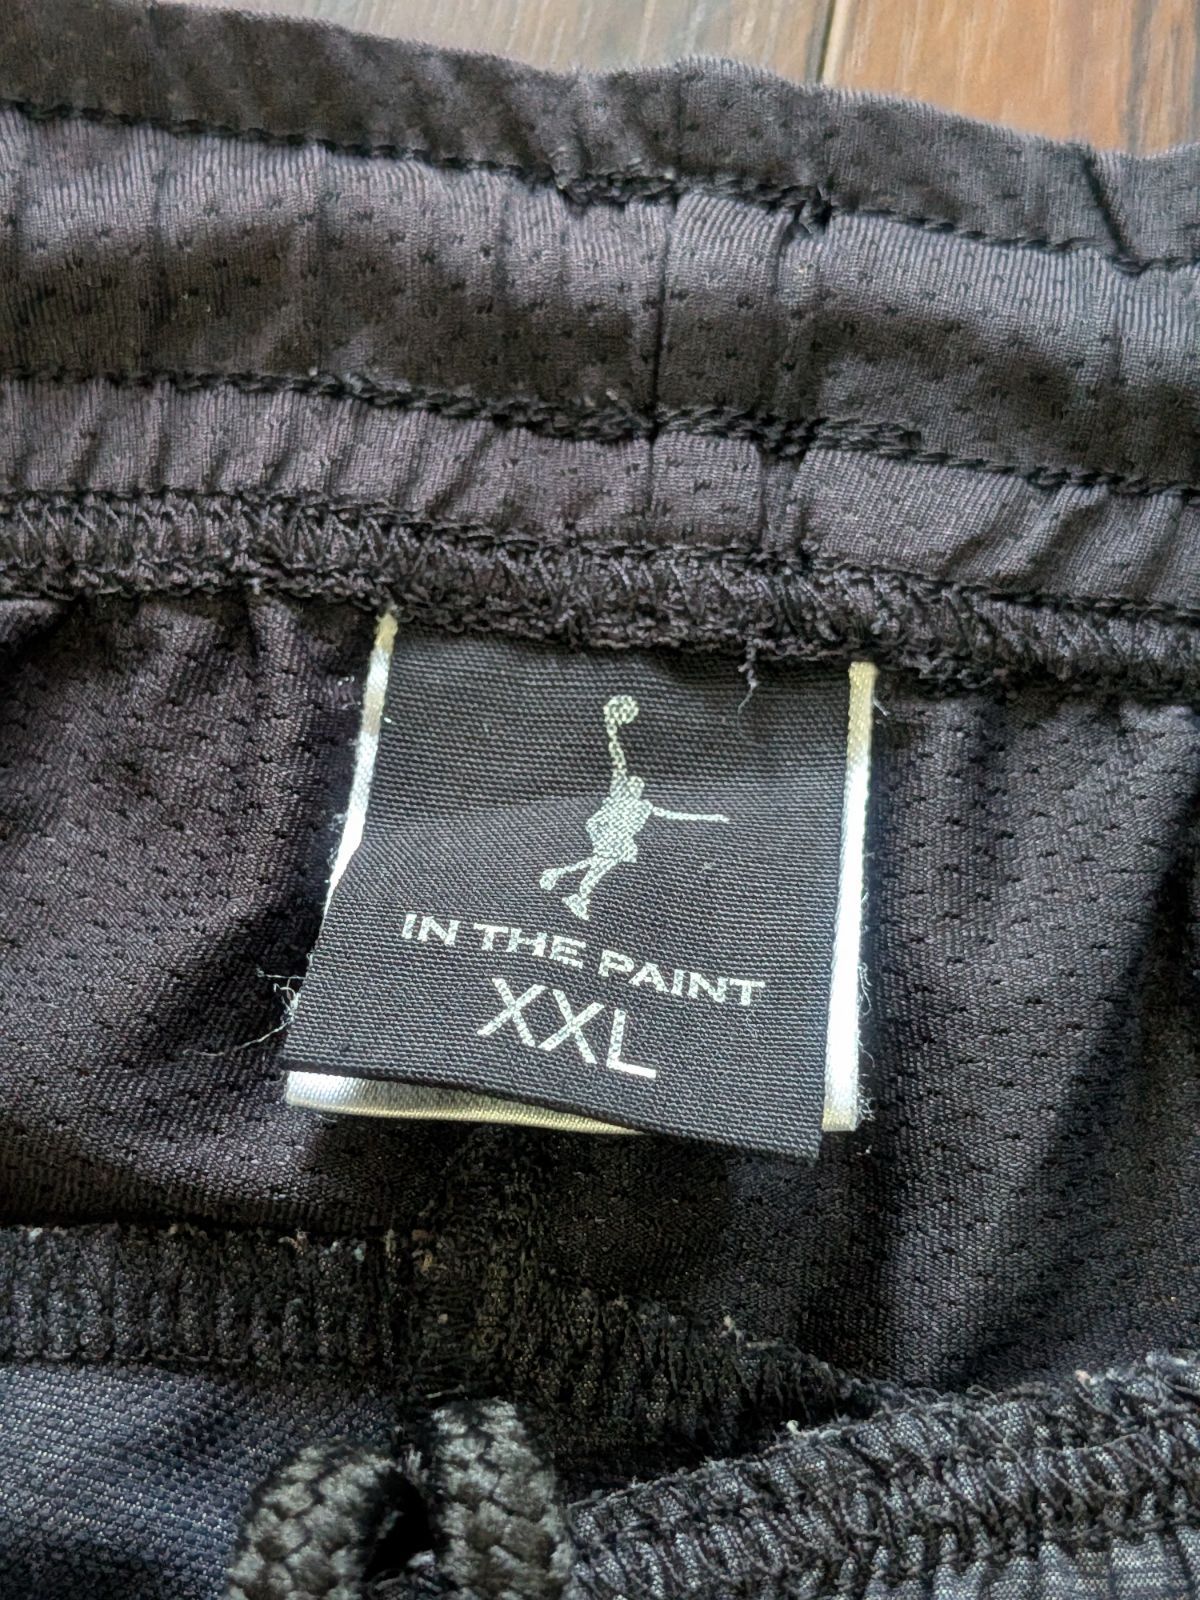 IN THE PAINT
XXL